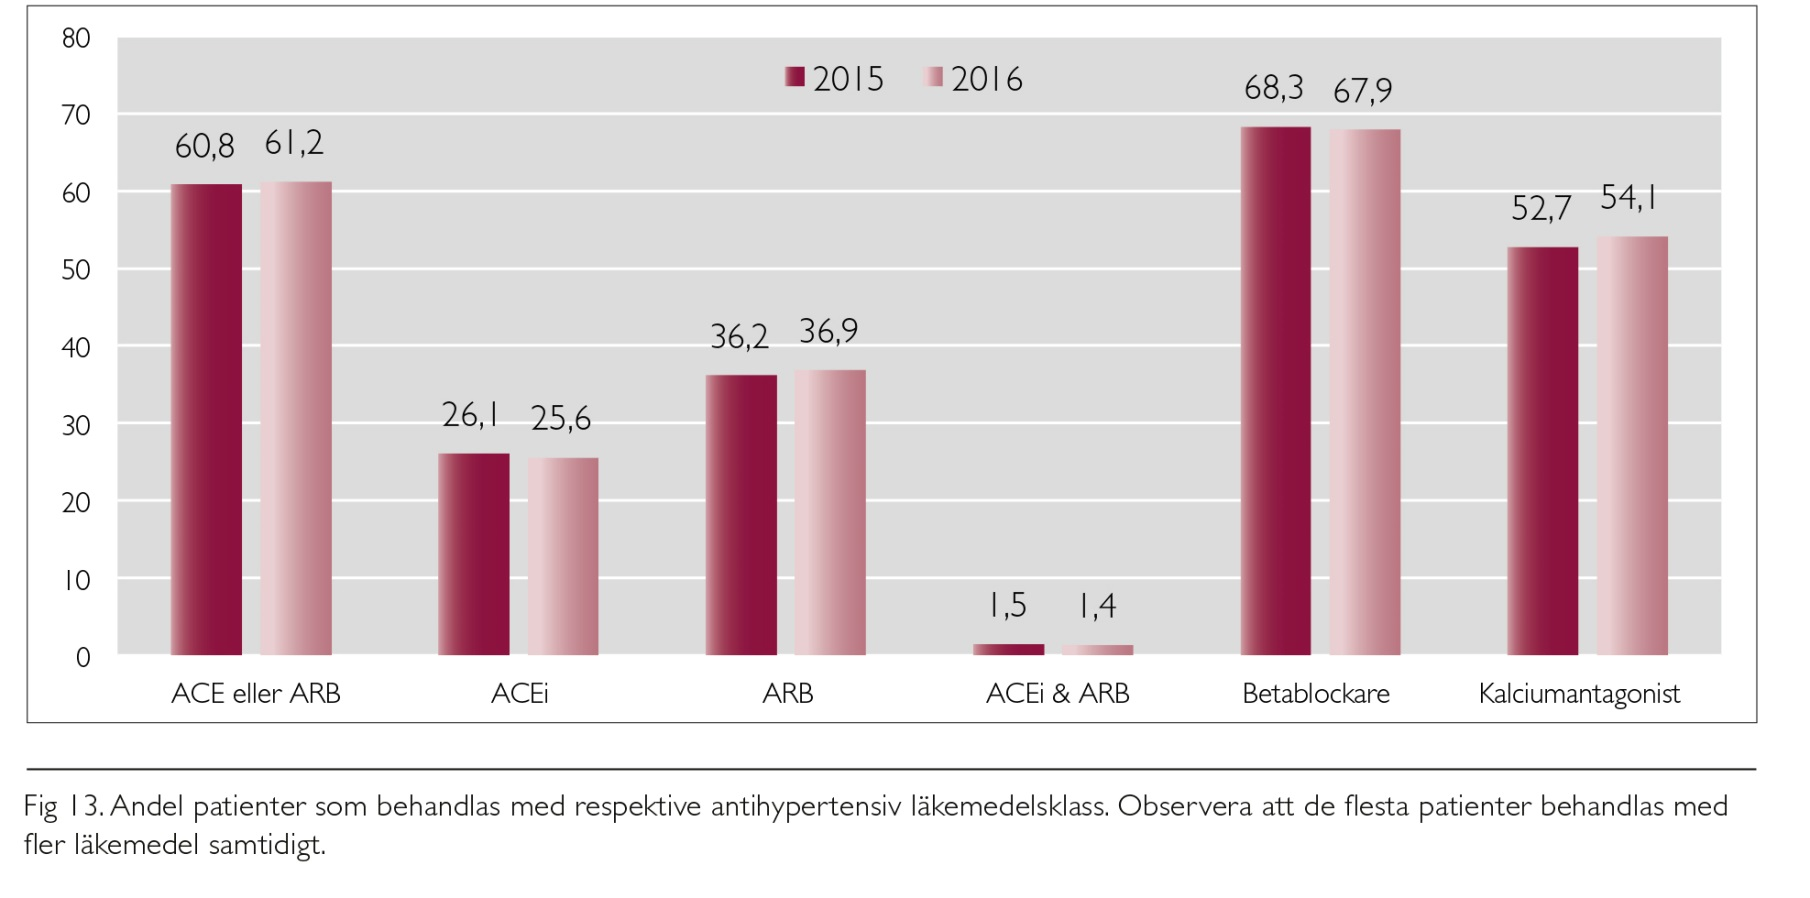 80
70
60
50
40
30
20
10
0
2015 2016
60,8 61,2
26,1 25,6
36,2 36,9
1,5 1,4
68,3 67,9
52,7 54,1
ACE eller ARB
ACEi
ARB
ACEi & ARB
Betablockare
Kalciumantagonist
Fig 13. Andel patienter som behandlas med respektive antihypertensiv läkemedelsklass. Observera att de flesta patienter behandlas med
fler läkemedel samtidigt.